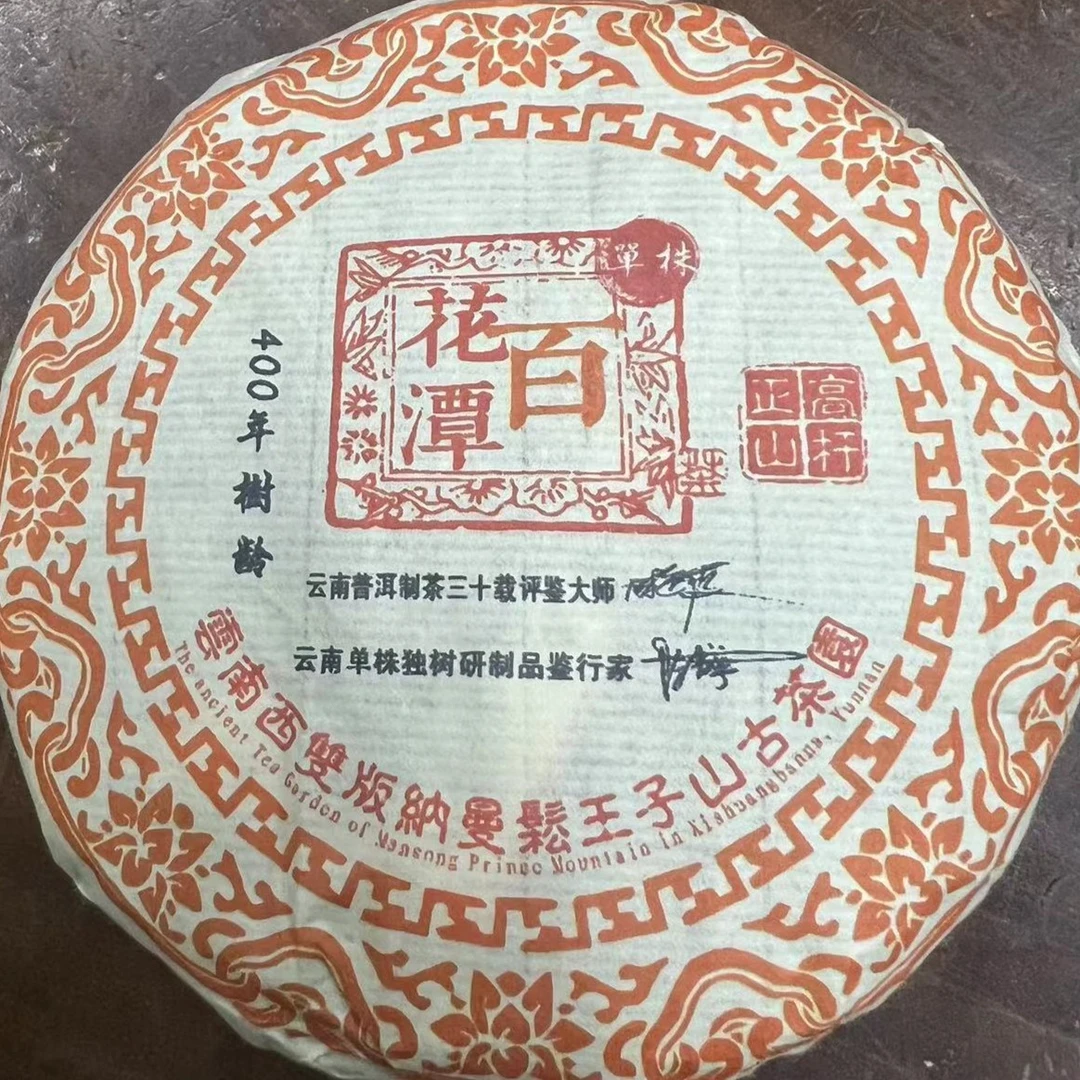 單株
百花潭
高杆
正山
400年樹龄
云南普洱制茶三十载评鉴大师
云南单株独树研制品鉴行家
雲南西雙版納曼鬆王子山古茶園
The ancient Tea Garden of Mansong Prince Mountain in Xishuangbanna, Yunnan